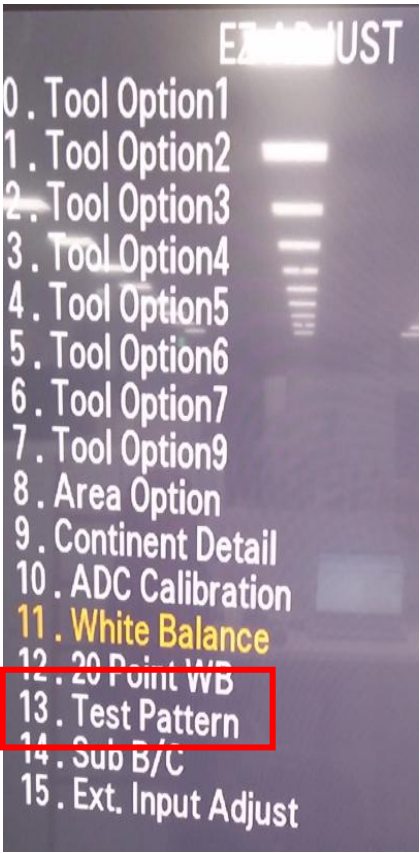 EZ ADJUST
0 . Tool Option1
1 . Tool Option2
2 . Tool Option3
3 . Tool Option4
4 . Tool Option5
5 . Tool Option6
6 . Tool Option7
7 . Tool Option9
8 . Area Option
9 . Continent Detail
10 . ADC Calibration
11 . White Balance
12 . 20 Point WB
13 . Test Pattern
14 . Sub B/C
15 . Ext. Input Adjust